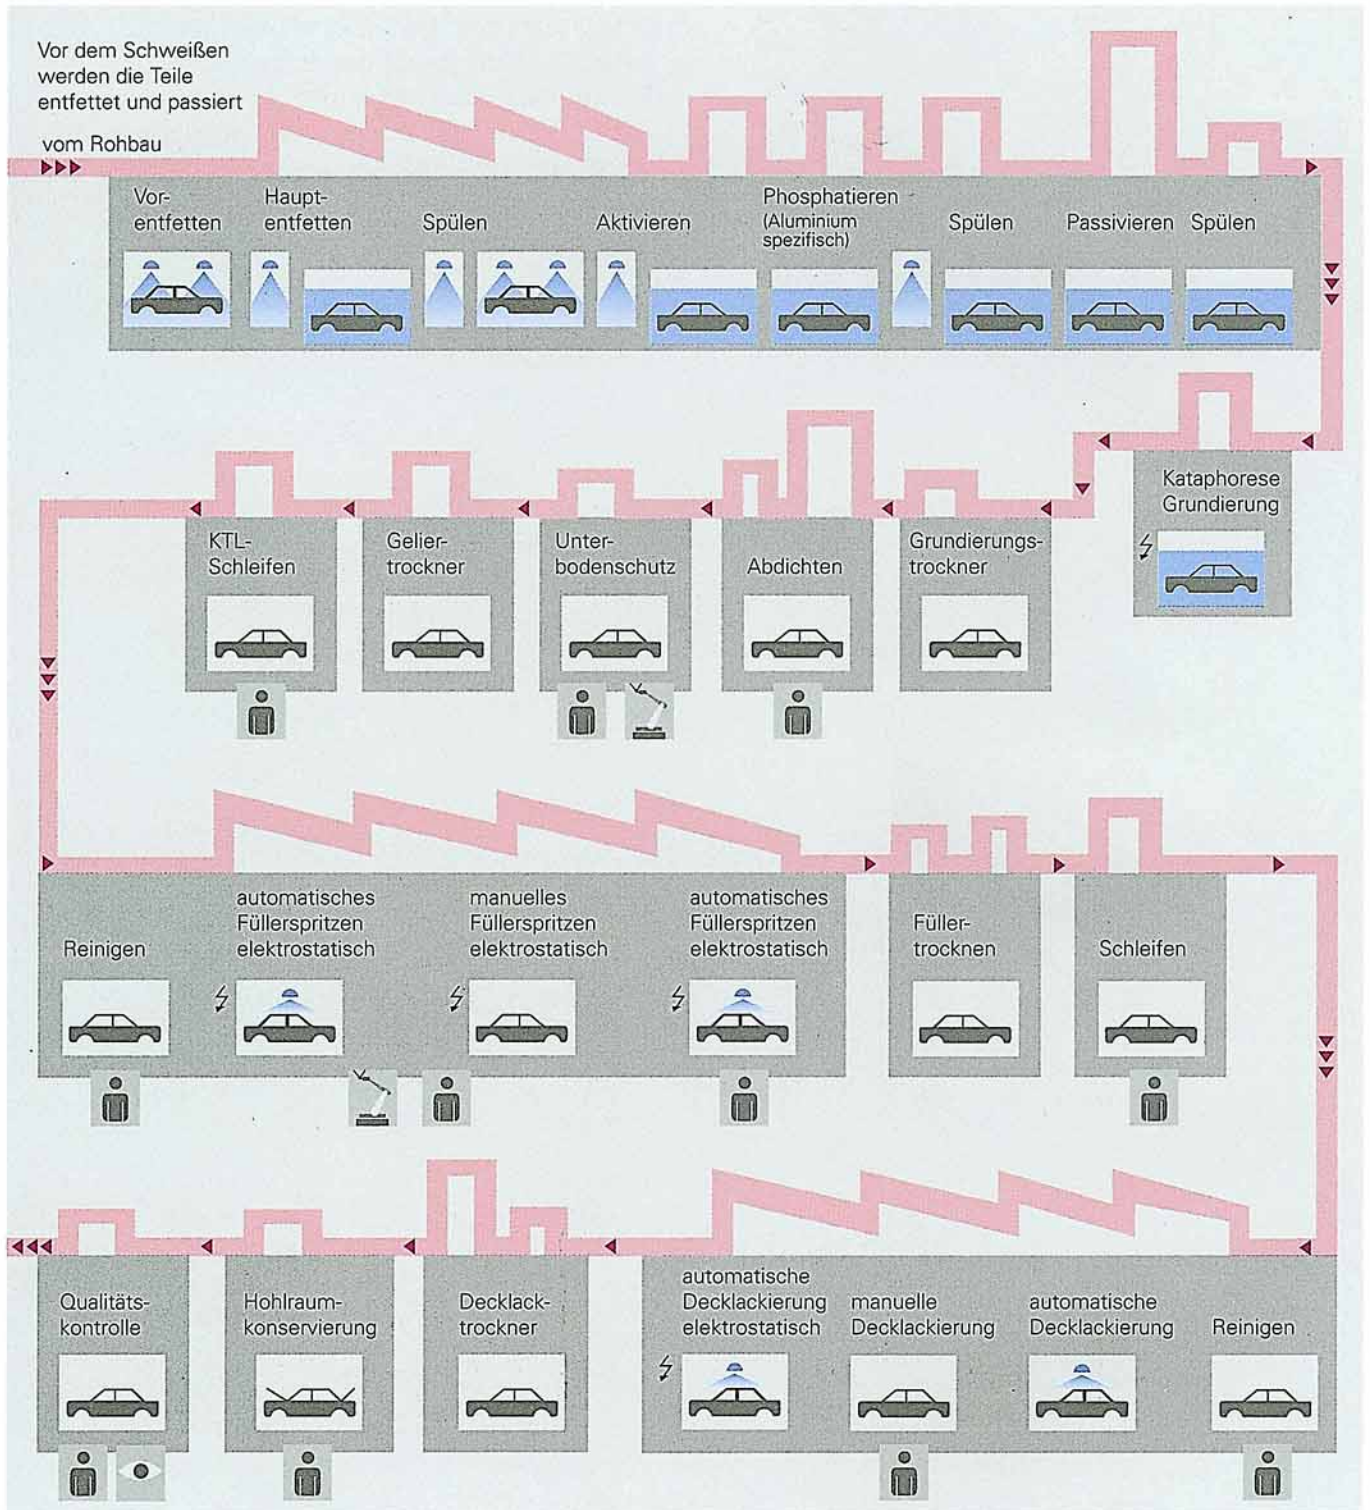 Vor dem Schweißen
werden die Teile
entfettet und passiert
vom Rohbau
Vor-
entfetten
Haupt-
entfetten
Spülen
Aktivieren
Phosphatieren
(Aluminium
spezifisch)
Spülen
Passivieren
Spülen
Kataphorese
Grundierung
Grundierungs-
trockner
Abdichten
Unter-
bodenschutz
Gelier-
trockner
KTL-
Schleifen
Reinigen
automatisches
Füllerspritzen
elektrostatisch
manuelles
Füllerspritzen
elektrostatisch
automatisches
Füllerspritzen
elektrostatisch
Füller-
trocknen
Schleifen
Reinigen
automatische
Decklackierung
manuelle
Decklackierung
automatische
Decklackierung
elektrostatisch
Decklack-
trockner
Hohlraum-
konservierung
Qualitäts-
kontrolle